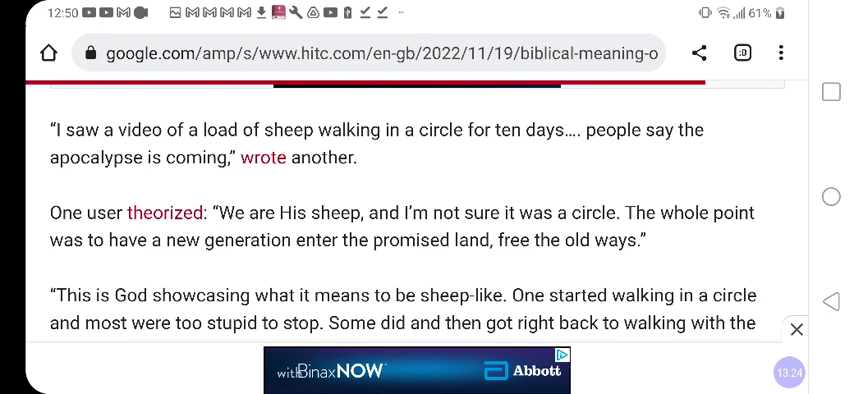 12:50
61%
google.com/amp/s/www.hitc.com/en-gb/2022/11/19/biblical-meaning-o
:D
“I saw a video of a load of sheep walking in a circle for ten days.... people say the
apocalypse is coming,” wrote another.
One user theorized: “We are His sheep, and I’m not sure it was a circle. The whole point
was to have a new generation enter the promised land, free the old ways.”
“This is God showcasing what it means to be sheep-like. One started walking in a circle
and most were too stupid to stop. Some did and then got right back to walking with the
with BinaxNOW Abbott
13:24